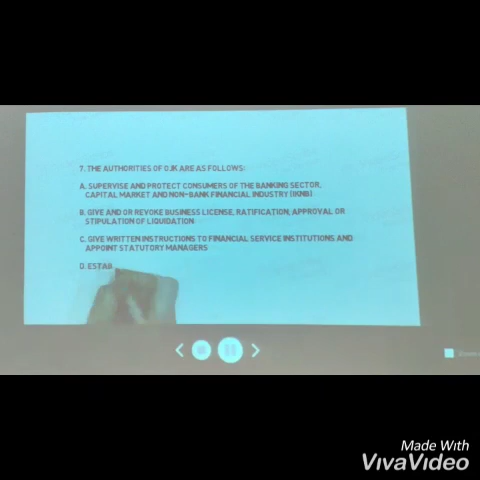 7. THE AUTHORITIES OF OJK ARE AS FOLLOWS:
A. SUPERVISE AND PROTECT CONSUMERS OF THE BANKING SECTOR,
CAPITAL MARKET AND NON-BANK FINANCIAL INDUSTRY (IKNB)
B. GIVE AND OR REVOKE BUSINESS LICENSE, RATIFICATION, APPROVAL OR
STIPULATION OF LIQUIDATION
C. GIVE WRITTEN INSTRUCTIONS TO FINANCIAL SERVICE INSTITUTIONS AND
APPOINT STATUTORY MANAGERS
D. ESTAB
Made With
VivaVideo